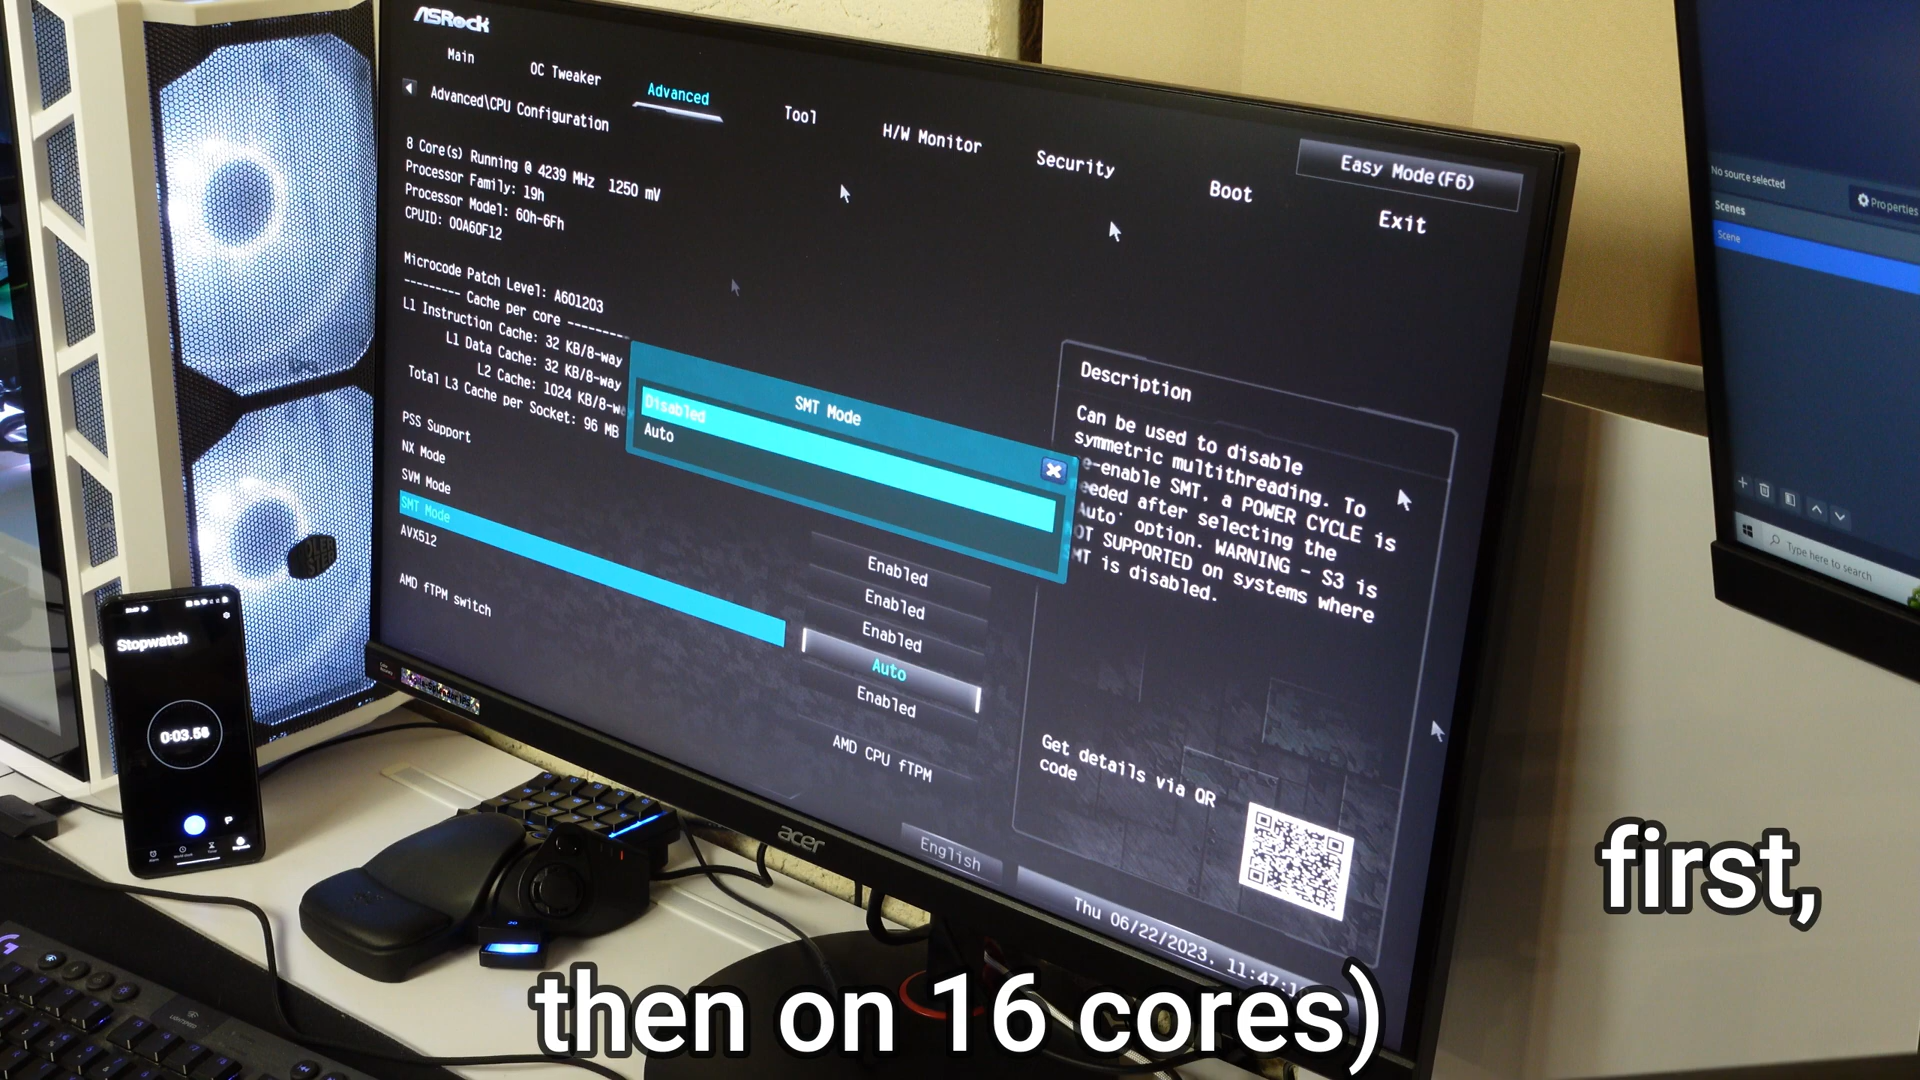 ASRock
Main
OC Tweaker
Advanced
Tool
H/W Monitor
Security
Boot
Exit
Easy Mode(F6)
Advanced\CPU Configuration
8 Core(s) Running @ 4239 MHz 1250 mV
Processor Family: 19h
Processor Model: 60h-6Fh
CPUID: 00A60F12
Microcode Patch Level: A601203
--------- Cache per core ---------
L1 Instruction Cache: 32 KB/8-way
L1 Data Cache: 32 KB/8-way
L2 Cache: 1024 KB/8-wa
Total L3 Cache per Socket: 96 MB
PSS Support
Enabled
NX Mode
Enabled
SVM Mode
Enabled
SMT Mode
Auto
AVX512
Enabled
AMD fTPM switch
AMD CPU fTPM
SMT Mode
Disabled
Auto
Description
Can be used to disable
symmetric multithreading. To
e-enable SMT. a POWER CYCLE is
eeded after selecting the
Auto' option. WARNING - S3 is
OT SUPPORTED on systems where
MT is disabled.
Get details via QR
code
English
Thu 06/22/2023. 11:47:1
acer
Stopwatch
0:03.56
No source selected
Properties
Scenes
Scene
Type here to search
first,
then on 16 cores)